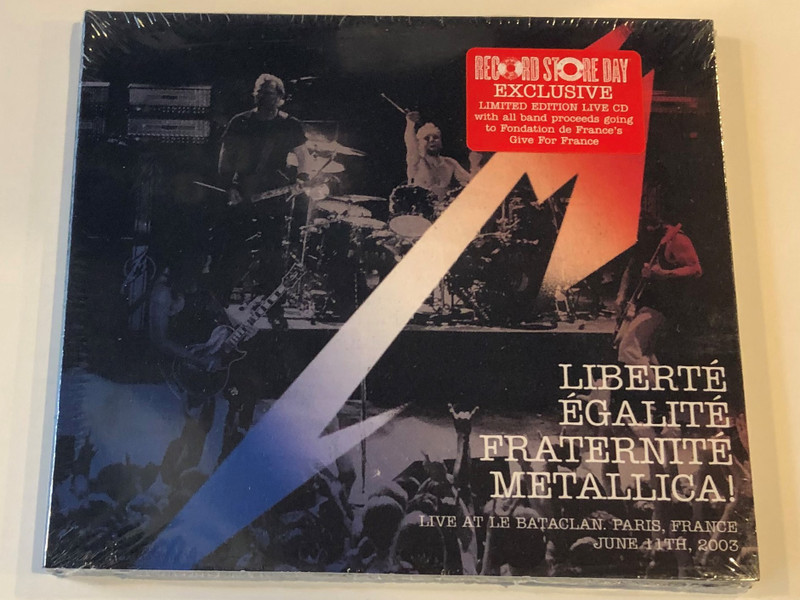 RECORD STORE DAY
EXCLUSIVE
LIMITED EDITION LIVE CD
with all band proceeds going
to Fondation de France's
Give For France
LIBERTÉ
ÉGALITÉ
FRATERNITÉ
METALLICA!
LIVE AT LE BATACLAN. PARIS, FRANCE
JUNE 11TH, 2003